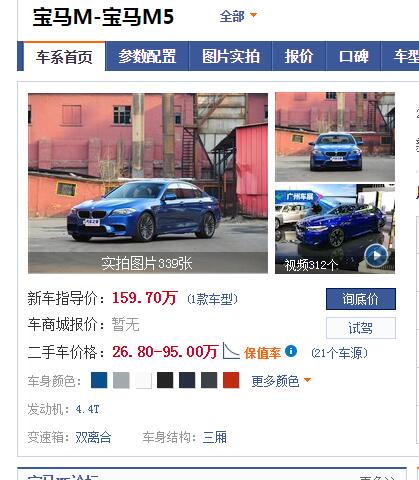 宝马M-宝马M5 全部
车系首页 参数配置 图片实拍 报价 口碑 车型
广州车展
实拍图片339张 视频312个
新车指导价：159.70万 (1款车型) 询底价
车商城报价：暂无 试驾
二手车价格：26.80-95.00万 保值率 (21个车源)
车身颜色： 更多颜色
发动机：4.4T
变速箱：双离合 车身结构：三厢